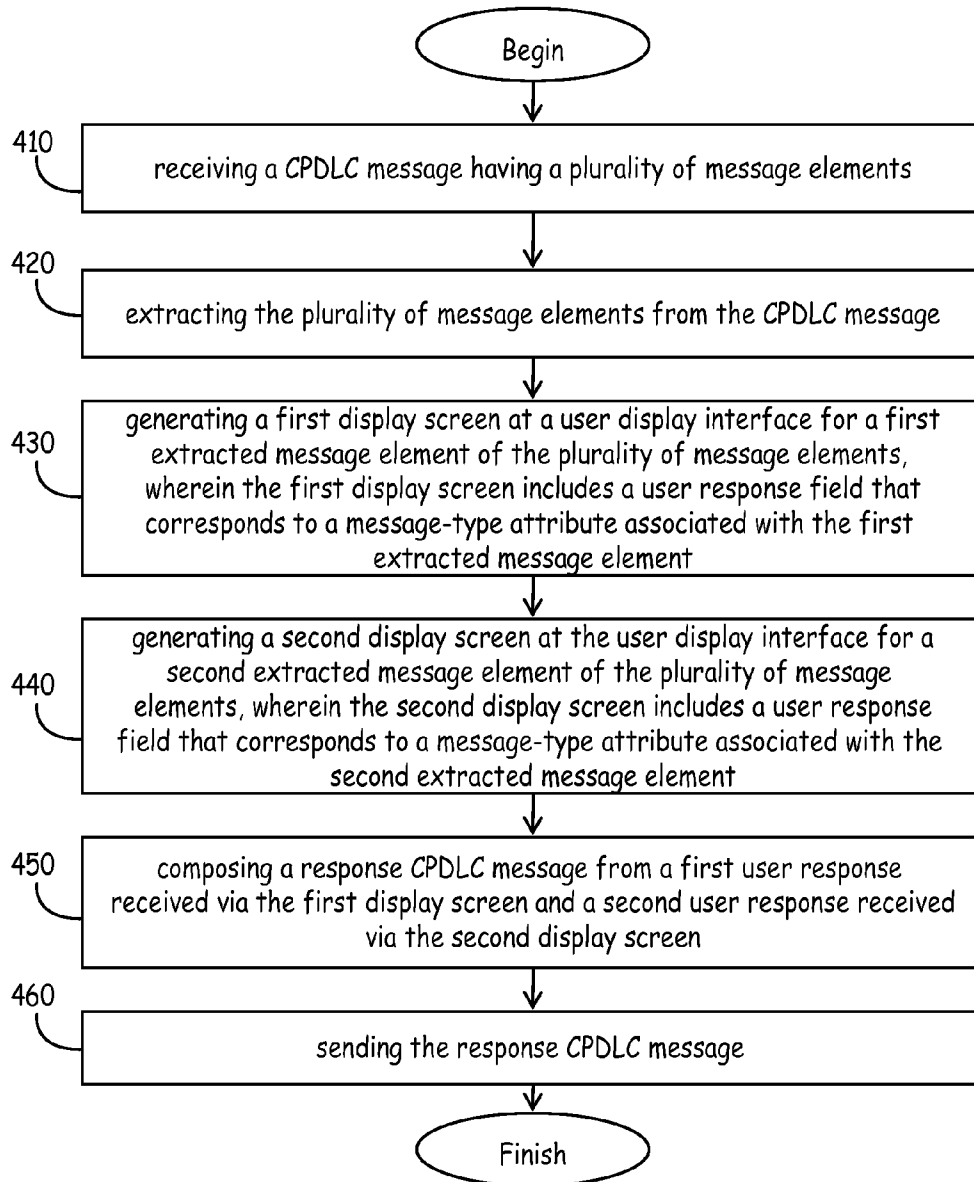 Begin
410
receiving a CPDLC message having a plurality of message elements
420
extracting the plurality of message elements from the CPDLC message
430
generating a first display screen at a user display interface for a first
extracted message element of the plurality of message elements,
wherein the first display screen includes a user response field that
corresponds to a message-type attribute associated with the first
extracted message element
440
generating a second display screen at the user display interface for a
second extracted message element of the plurality of message
elements, wherein the second display screen includes a user response
field that corresponds to a message-type attribute associated with the
second extracted message element
450
composing a response CPDLC message from a first user response
received via the first display screen and a second user response received
via the second display screen
460
sending the response CPDLC message
Finish